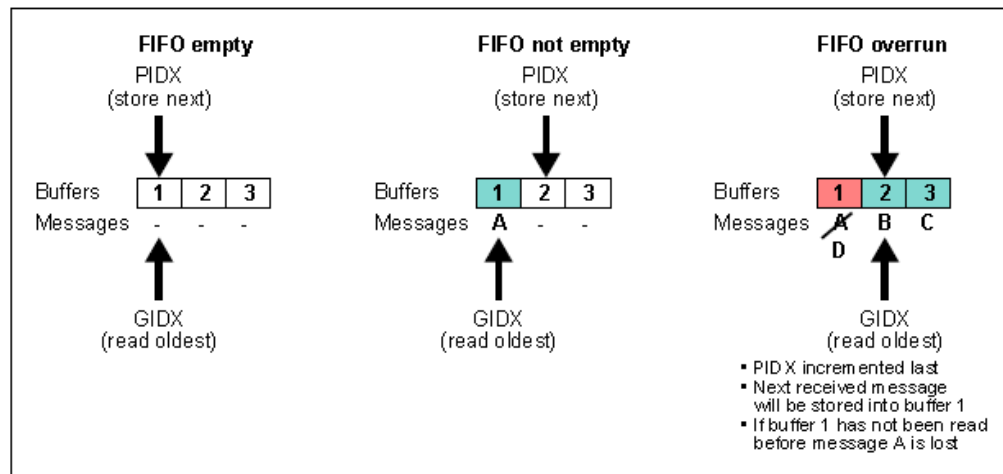 FIFO empty
PIDX
(store next)
Buffers 1 2 3
Messages - - -
GIDX
(read oldest)
FIFO not empty
PIDX
(store next)
Buffers 1 2 3
Messages A - -
GIDX
(read oldest)
FIFO overrun
PIDX
(store next)
Buffers 1 2 3
Messages A B C
D
GIDX
(read oldest)
▪ PIDX incremented last
▪ Next received message
will be stored into buffer 1
▪ If buffer 1 has not been read
before message A is lost